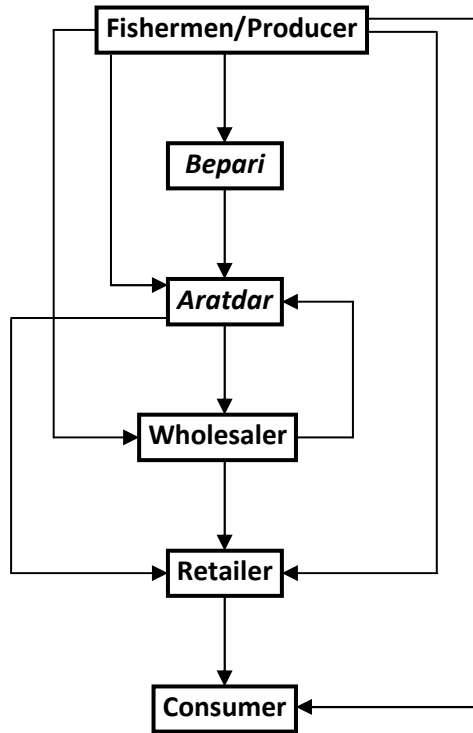 Fishermen/Producer
Bepari
Aratdar
Wholesaler
Retailer
Consumer